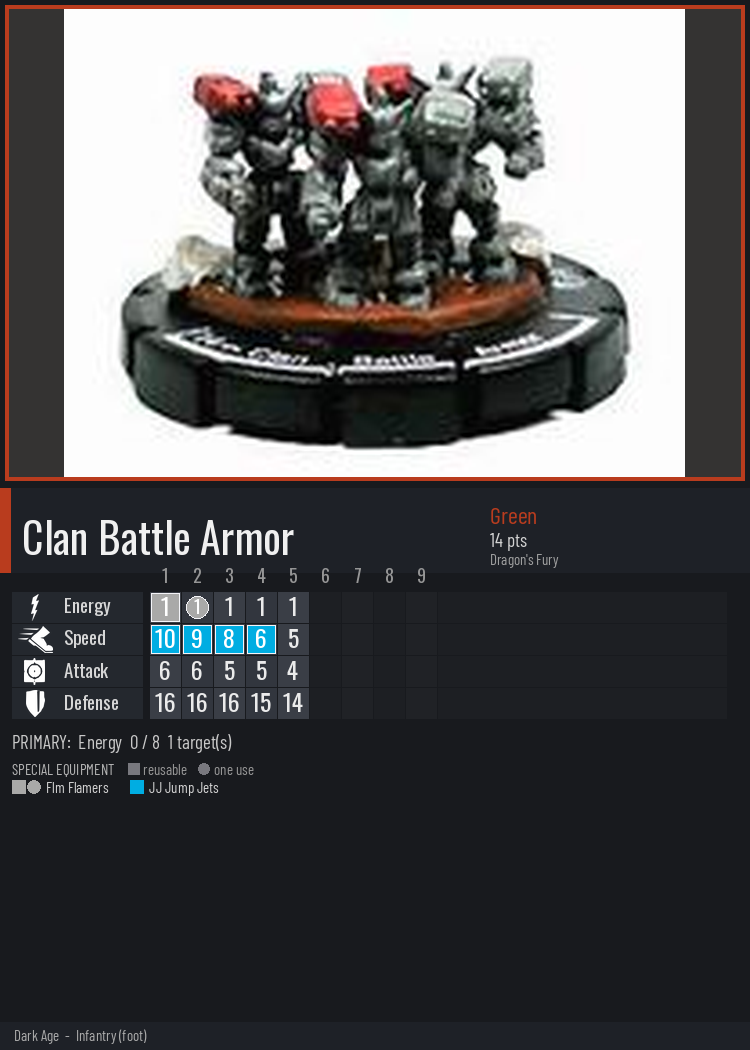 Clan Battle Armor
Clan Battle Armor
Green
14 pts
Dragon's Fury
1 2 3 4 5 6 7 8 9
Energy 1 1 1 1 1
Speed 10 9 8 6 5
Attack 6 6 5 5 4
Defense 16 16 16 15 14
PRIMARY: Energy 0 / 8 1 target(s)
SPECIAL EQUIPMENT reusable one use
Flm Flamers JJ Jump Jets
Dark Age - Infantry (foot)